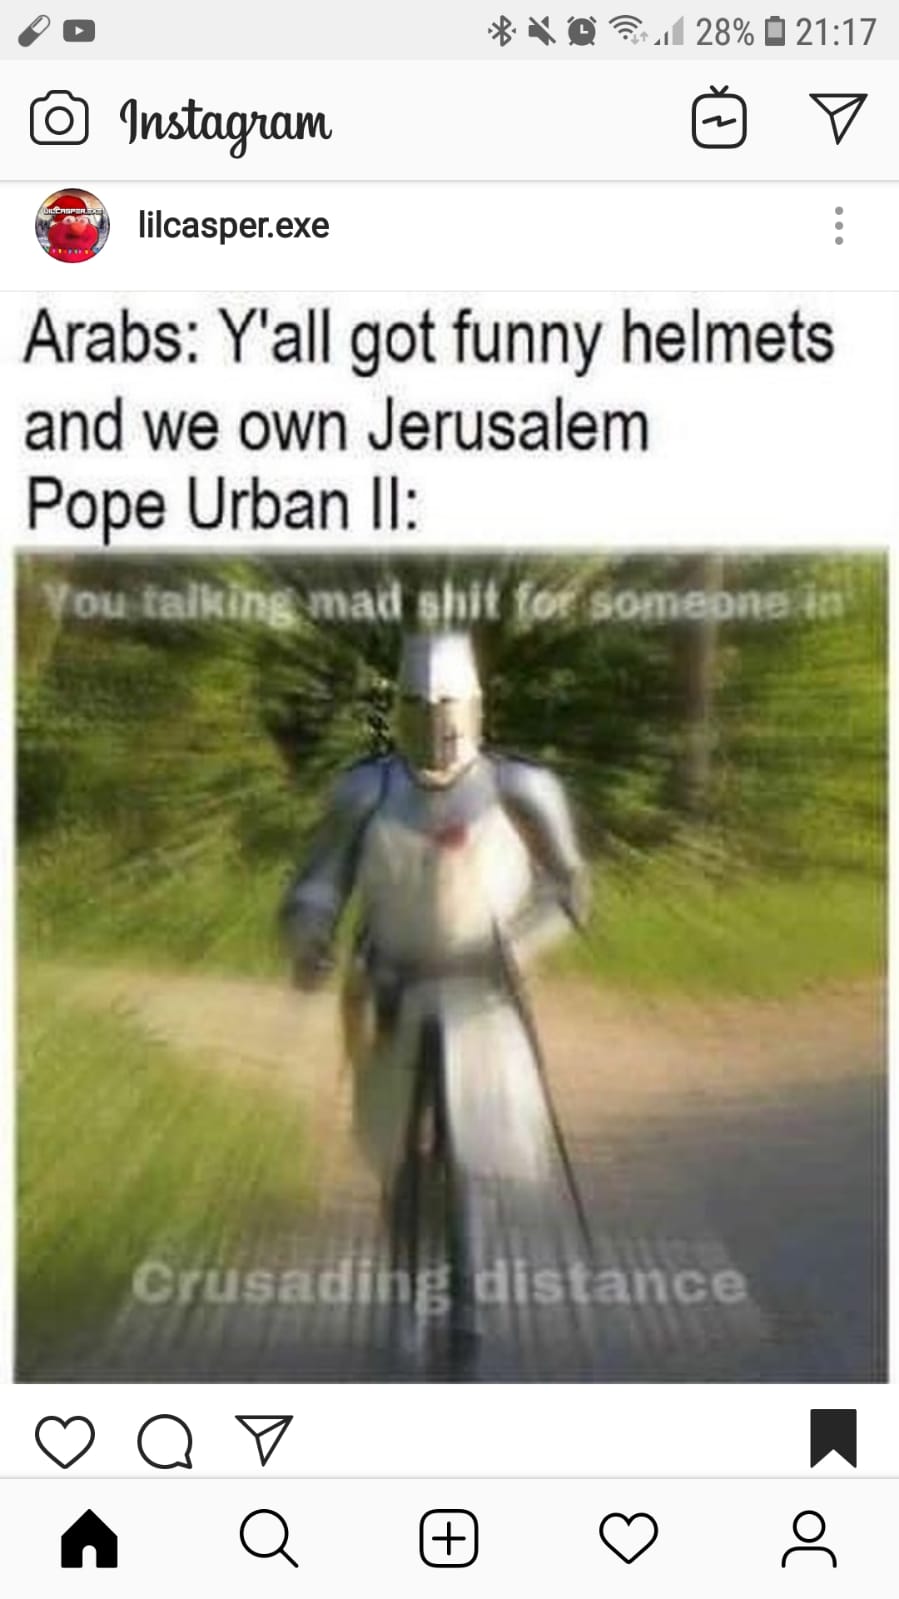 28% 21:17
Instagram
lilcasper.exe
Arabs: Y'all got funny helmets
and we own Jerusalem
Pope Urban II:
You talking mad shit for someone in
Crusading distance